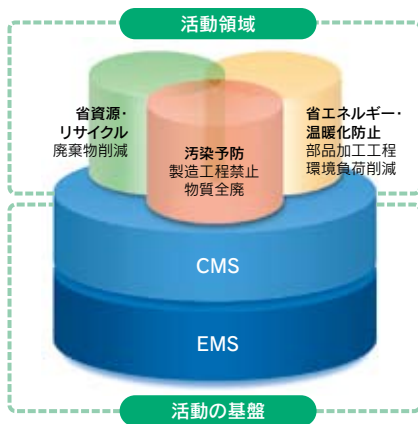 活動領域
省資源・
リサイクル
廃棄物削減
汚染予防
製造工程禁止
物質全廃
省エネルギー・
温暖化防止
部品加工工程
環境負荷削減
CMS
EMS
活動の基盤